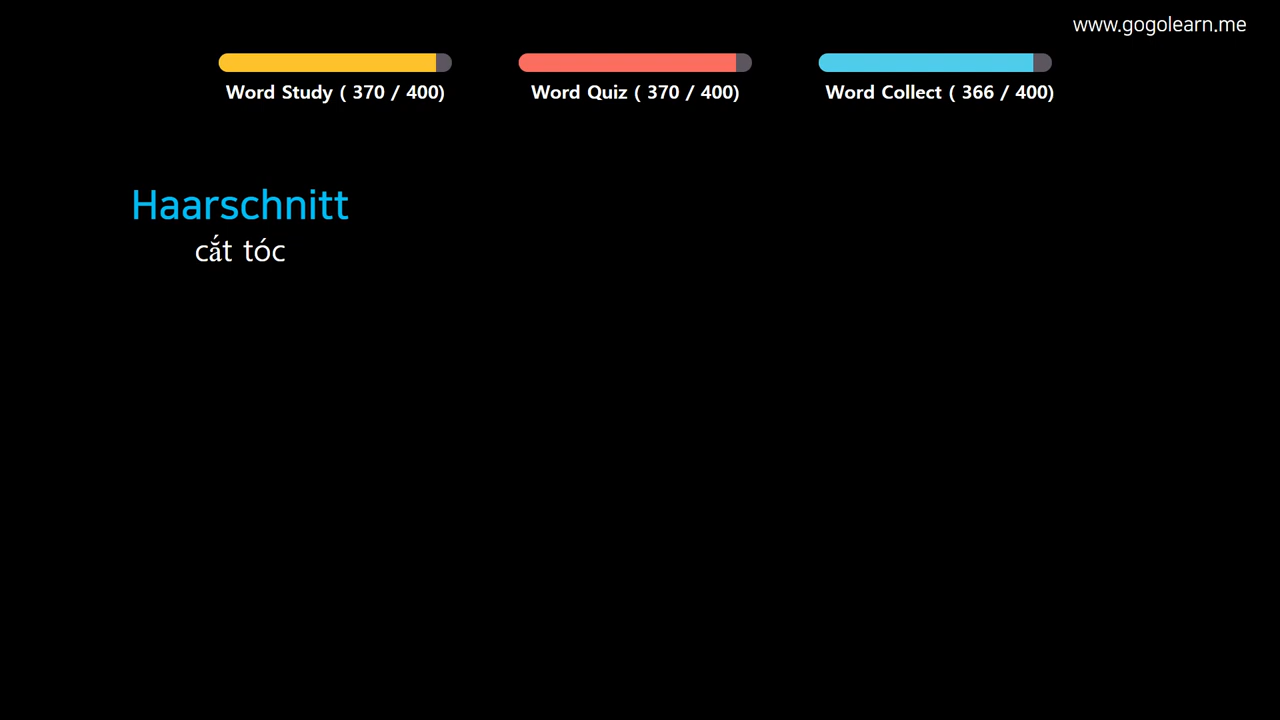 www.gogolearn.me
Word Study ( 370 / 400)
Word Quiz ( 370 / 400)
Word Collect ( 366 / 400)
Haarschnitt
cắt tóc